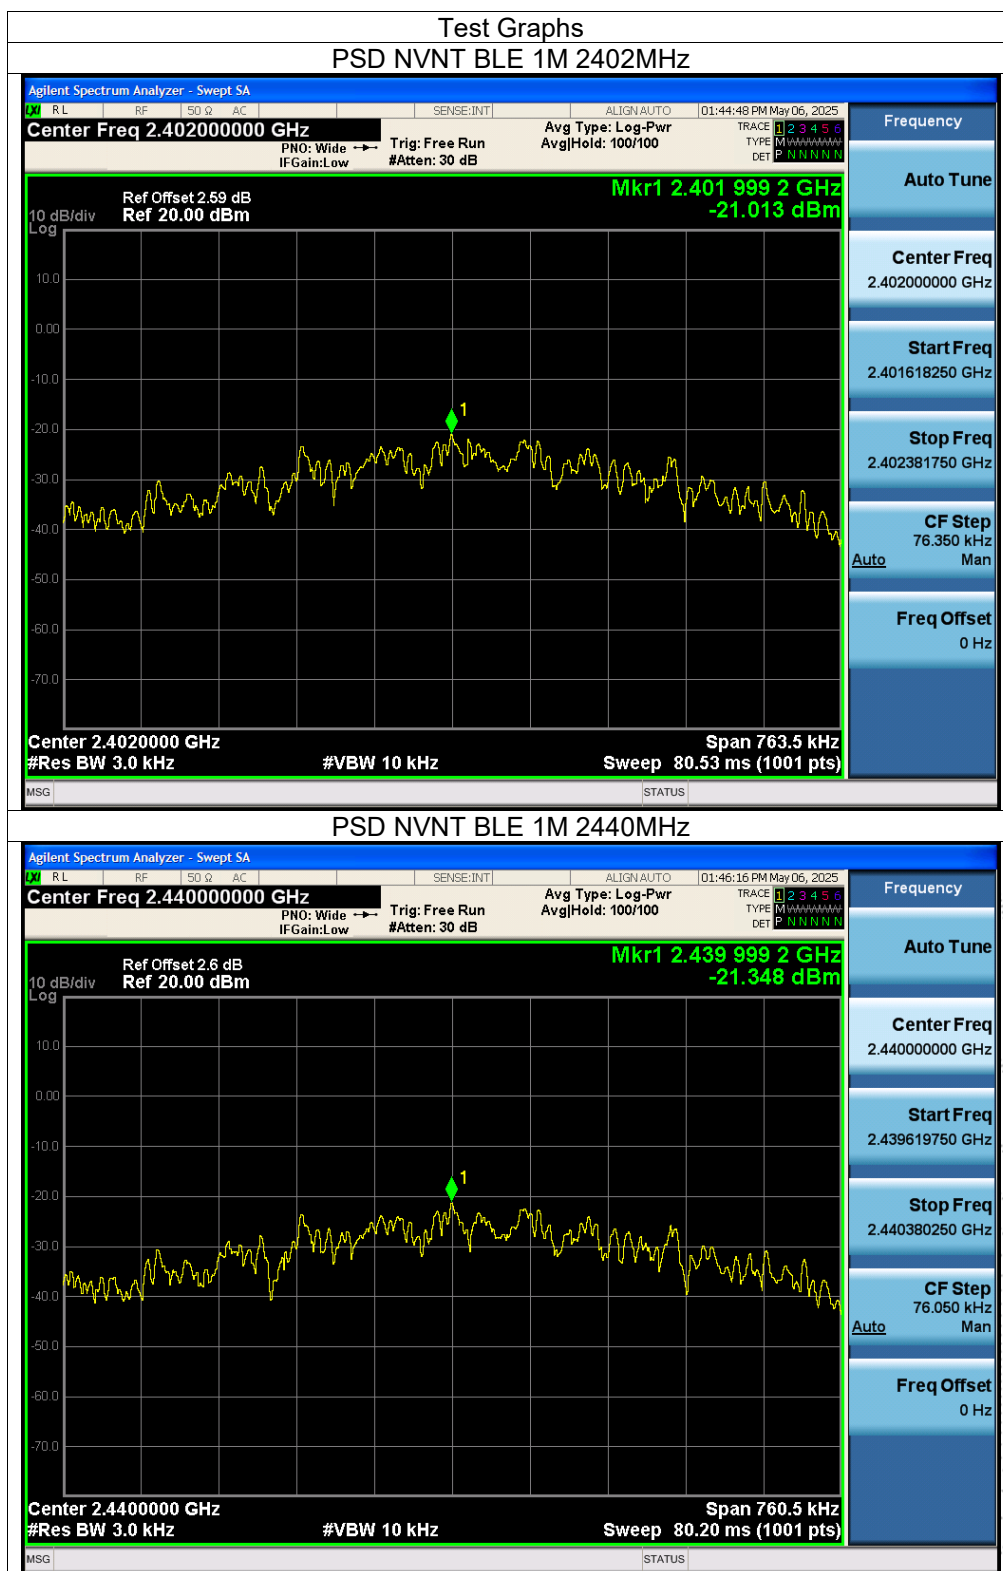 Test Graphs
PSD NVNT BLE 1M 2402MHz
Agilent Spectrum Analyzer - Swept SA
LXI RL RF 50 Ω AC SENSE:INT ALIGNAUTO 01:44:48 PM May 06, 2025
Center Freq 2.402000000 GHz
PNO: Wide
IFGain:Low
Trig: Free Run
#Atten: 30 dB
Avg Type: Log-Pwr
Avg|Hold: 100/100
TRACE 1 2 3 4 5 6
TYPE M
DET P N N N N N
Frequency
Auto Tune
Mkr1 2.401 999 2 GHz
-21.013 dBm
Ref Offset 2.59 dB
10 dB/div Ref 20.00 dBm
Log
10.0
0.00
-10.0
-20.0
-30.0
-40.0
-50.0
-60.0
-70.0
1
Center Freq
2.402000000 GHz
Start Freq
2.401618250 GHz
Stop Freq
2.402381750 GHz
CF Step
76.350 kHz
Auto Man
Freq Offset
0 Hz
Center 2.4020000 GHz Span 763.5 kHz
#Res BW 3.0 kHz #VBW 10 kHz Sweep 80.53 ms (1001 pts)
MSG STATUS
PSD NVNT BLE 1M 2440MHz
Agilent Spectrum Analyzer - Swept SA
LXI RL RF 50 Ω AC SENSE:INT ALIGNAUTO 01:46:16 PM May 06, 2025
Center Freq 2.440000000 GHz
PNO: Wide
IFGain:Low
Trig: Free Run
#Atten: 30 dB
Avg Type: Log-Pwr
Avg|Hold: 100/100
TRACE 1 2 3 4 5 6
TYPE M
DET P N N N N N
Frequency
Auto Tune
Mkr1 2.439 999 2 GHz
-21.348 dBm
Ref Offset 2.6 dB
10 dB/div Ref 20.00 dBm
Log
10.0
0.00
-10.0
-20.0
-30.0
-40.0
-50.0
-60.0
-70.0
1
Center Freq
2.440000000 GHz
Start Freq
2.439619750 GHz
Stop Freq
2.440380250 GHz
CF Step
76.050 kHz
Auto Man
Freq Offset
0 Hz
Center 2.4400000 GHz Span 760.5 kHz
#Res BW 3.0 kHz #VBW 10 kHz Sweep 80.20 ms (1001 pts)
MSG STATUS